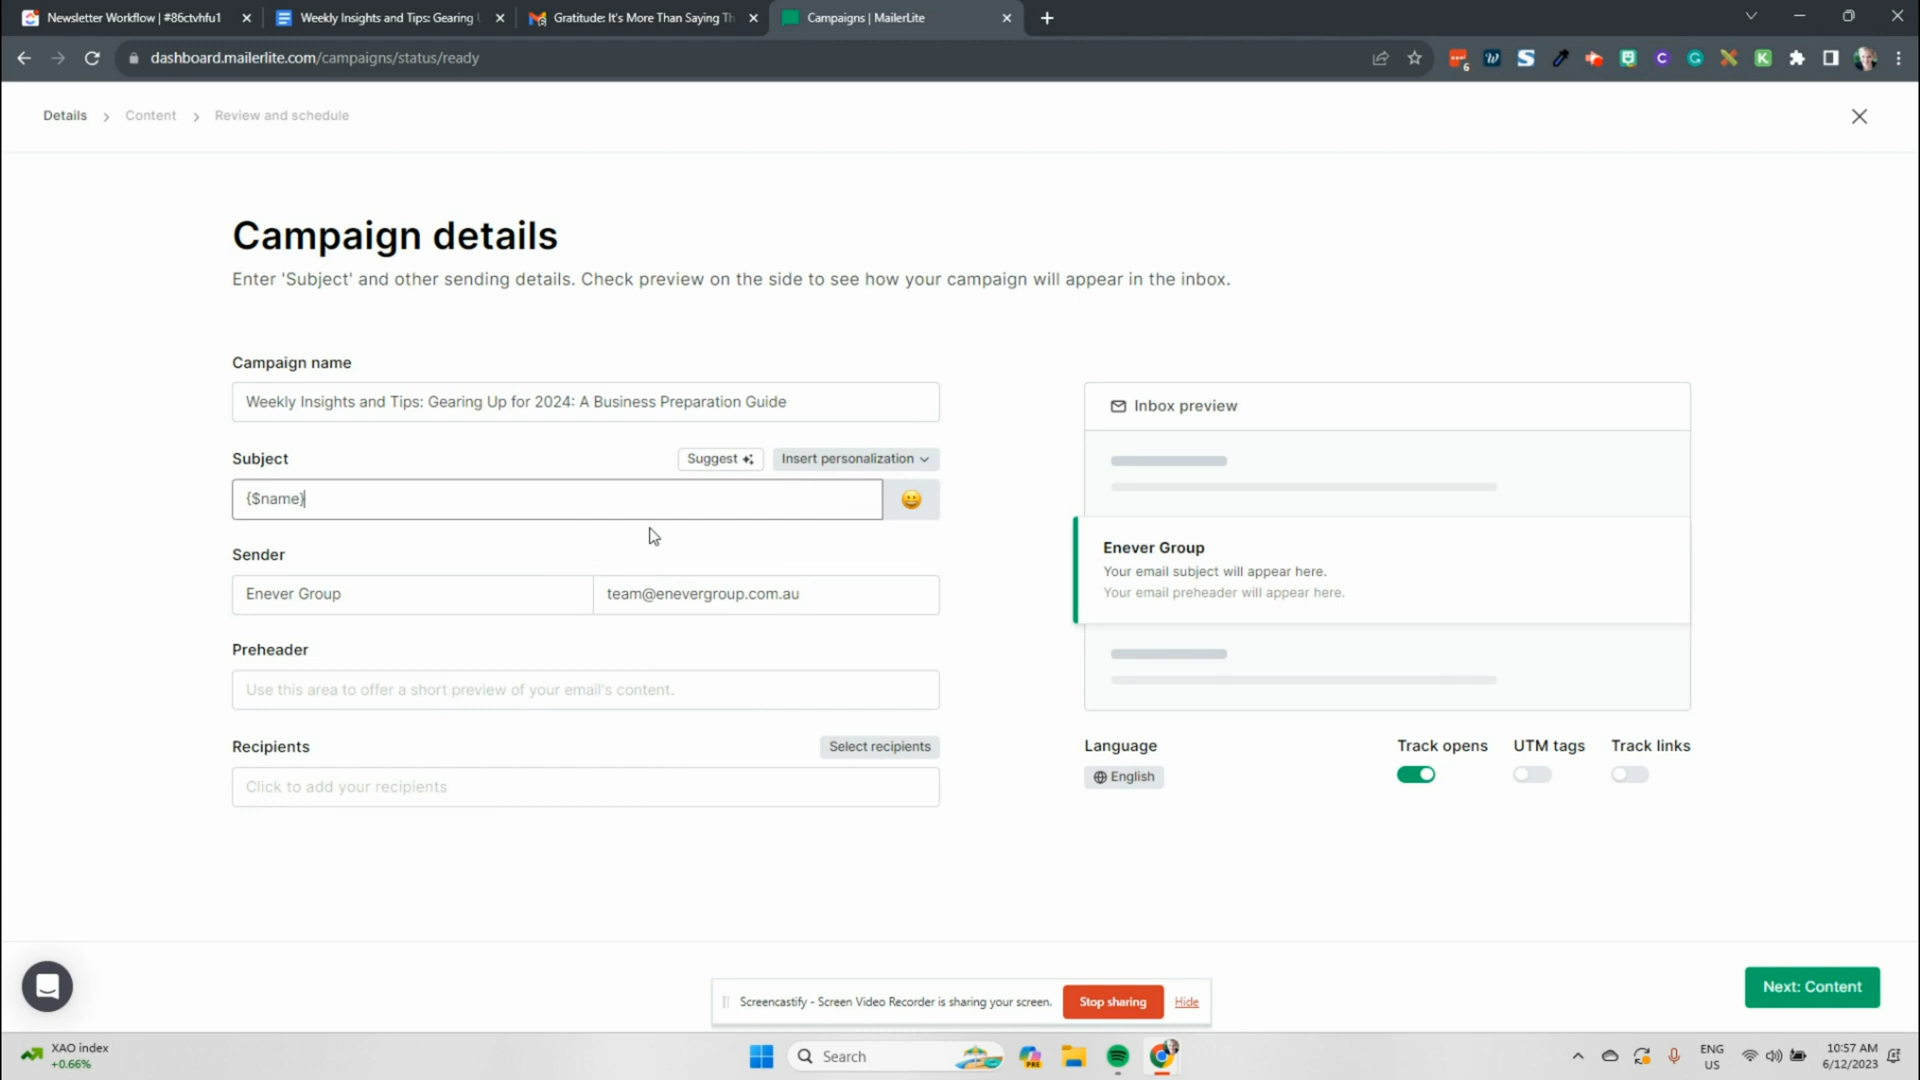 Newsletter Workflow | #86ctvhfu1
Weekly Insights and Tips: Gearing U
Gratitude: It's More Than Saying Th
Campaigns | MailerLite
dashboard.mailerlite.com/campaigns/status/ready
Details > Content > Review and schedule
Campaign details
Enter 'Subject' and other sending details. Check preview on the side to see how your campaign will appear in the inbox.
Campaign name
Weekly Insights and Tips: Gearing Up for 2024: A Business Preparation Guide
Subject
Suggest
Insert personalization
{$name}
Sender
Enever Group
team@enevergroup.com.au
Preheader
Use this area to offer a short preview of your email's content.
Recipients
Select recipients
Click to add your recipients
Inbox preview
Enever Group
Your email subject will appear here.
Your email preheader will appear here.
Language
English
Track opens
UTM tags
Track links
Next: Content
Screencastify - Screen Video Recorder is sharing your screen.
Stop sharing
Hide
XAO index
+0.66%
Search
PRE
ENG
US
10:57 AM
6/12/2023